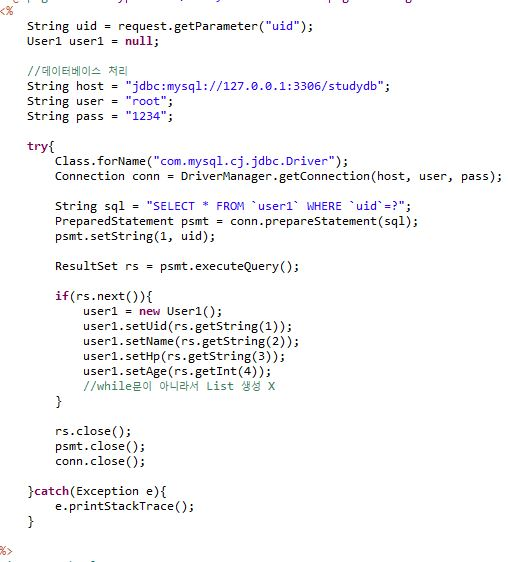 <%
String uid = request.getParameter("uid");
User1 user1 = null;
//데이터베이스 처리
String host = "jdbc:mysql://127.0.0.1:3306/studydb";
String user = "root";
String pass = "1234";
try{
Class.forName("com.mysql.cj.jdbc.Driver");
Connection conn = DriverManager.getConnection(host, user, pass);
String sql = "SELECT * FROM `user1` WHERE `uid`=?";
PreparedStatement psmt = conn.prepareStatement(sql);
psmt.setString(1, uid);
ResultSet rs = psmt.executeQuery();
if(rs.next()){
user1 = new User1();
user1.setUid(rs.getString(1));
user1.setName(rs.getString(2));
user1.setHp(rs.getString(3));
user1.setAge(rs.getInt(4));
//while문이 아니라서 List 생성 X
}
rs.close();
psmt.close();
conn.close();
}catch(Exception e){
e.printStackTrace();
}
%>